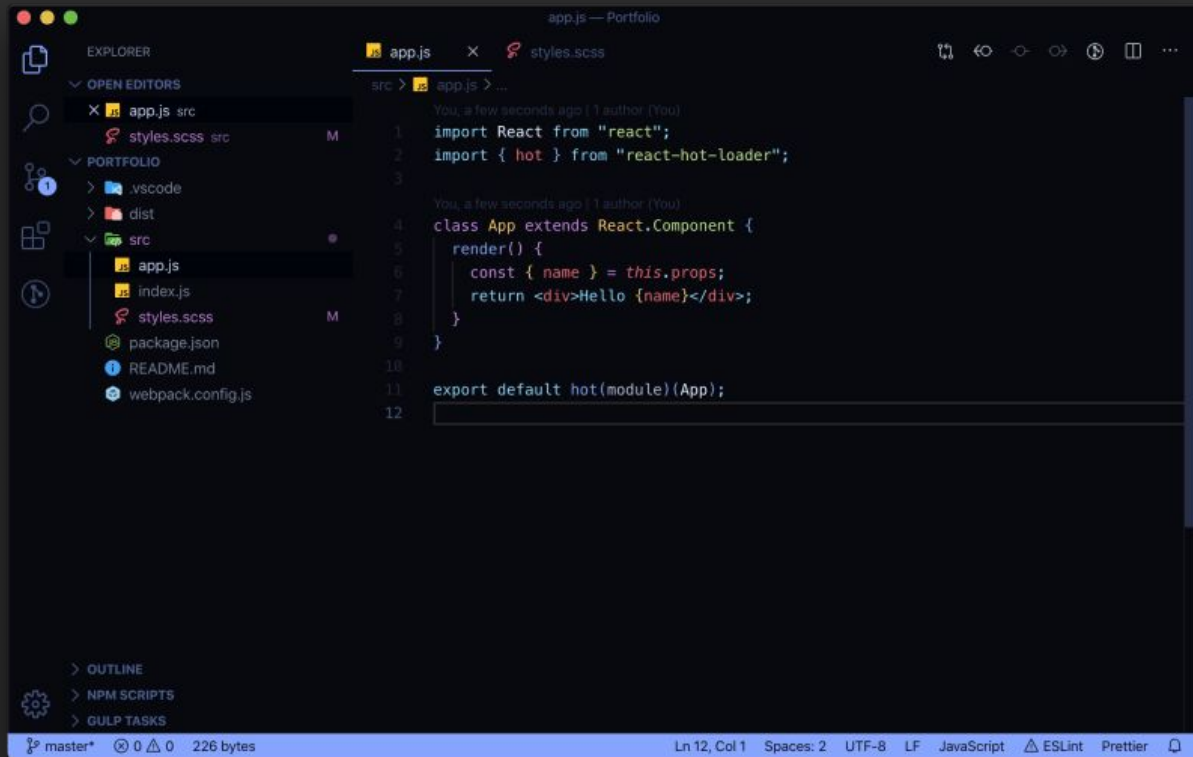 app.js — Portfolio
EXPLORER
OPEN EDITORS
app.js src
styles.scss src M
PORTFOLIO
.vscode
dist
src
app.js
index.js
styles.scss M
package.json
README.md
webpack.config.js
OUTLINE
NPM SCRIPTS
GULP TASKS
1
app.js styles.scss
src > app.js > ...
You, a few seconds ago | 1 author (You)
1 import React from "react";
2 import { hot } from "react-hot-loader";
3
You, a few seconds ago | 1 author (You)
4 class App extends React.Component {
5 render() {
6 const { name } = this.props;
7 return <div>Hello {name}</div>;
8 }
9 }
10
11 export default hot(module)(App);
12
master* 0 0 226 bytes Ln 12, Col 1 Spaces: 2 UTF-8 LF JavaScript ESLint Prettier